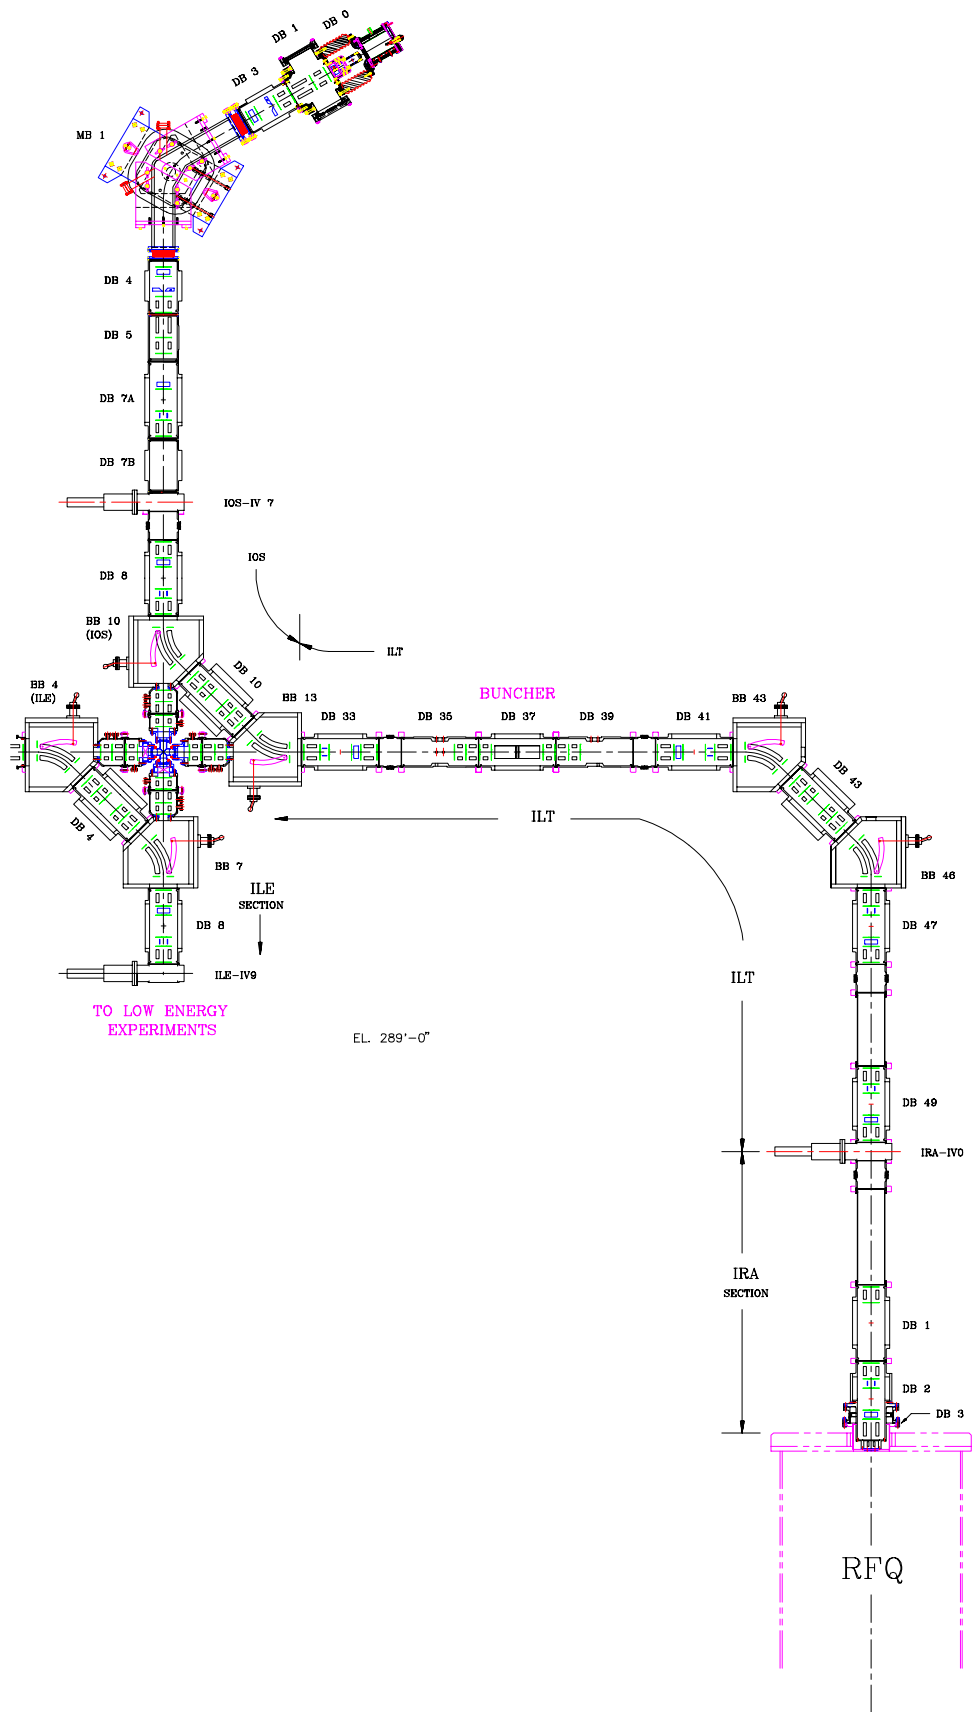 DB 0
DB 1
DB 3
MB 1
DB 4
DB 5
DB 7A
DB 7B
IOS-IV 7
IOS
DB 8
BB 10
(IOS)
ILT
DB 10
BB 4
(ILE)
BB 13
BUNCHER
BB 43
DB 33
DB 35
DB 37
DB 39
DB 41
DB 43
DB 4
ILT
BB 7
BB 46
ILE
SECTION
DB 8
DB 47
ILE-IV9
ILT
TO LOW ENERGY
EXPERIMENTS
EL. 289'-0"
DB 49
IRA-IV0
IRA
SECTION
DB 1
DB 2
DB 3
RFQ